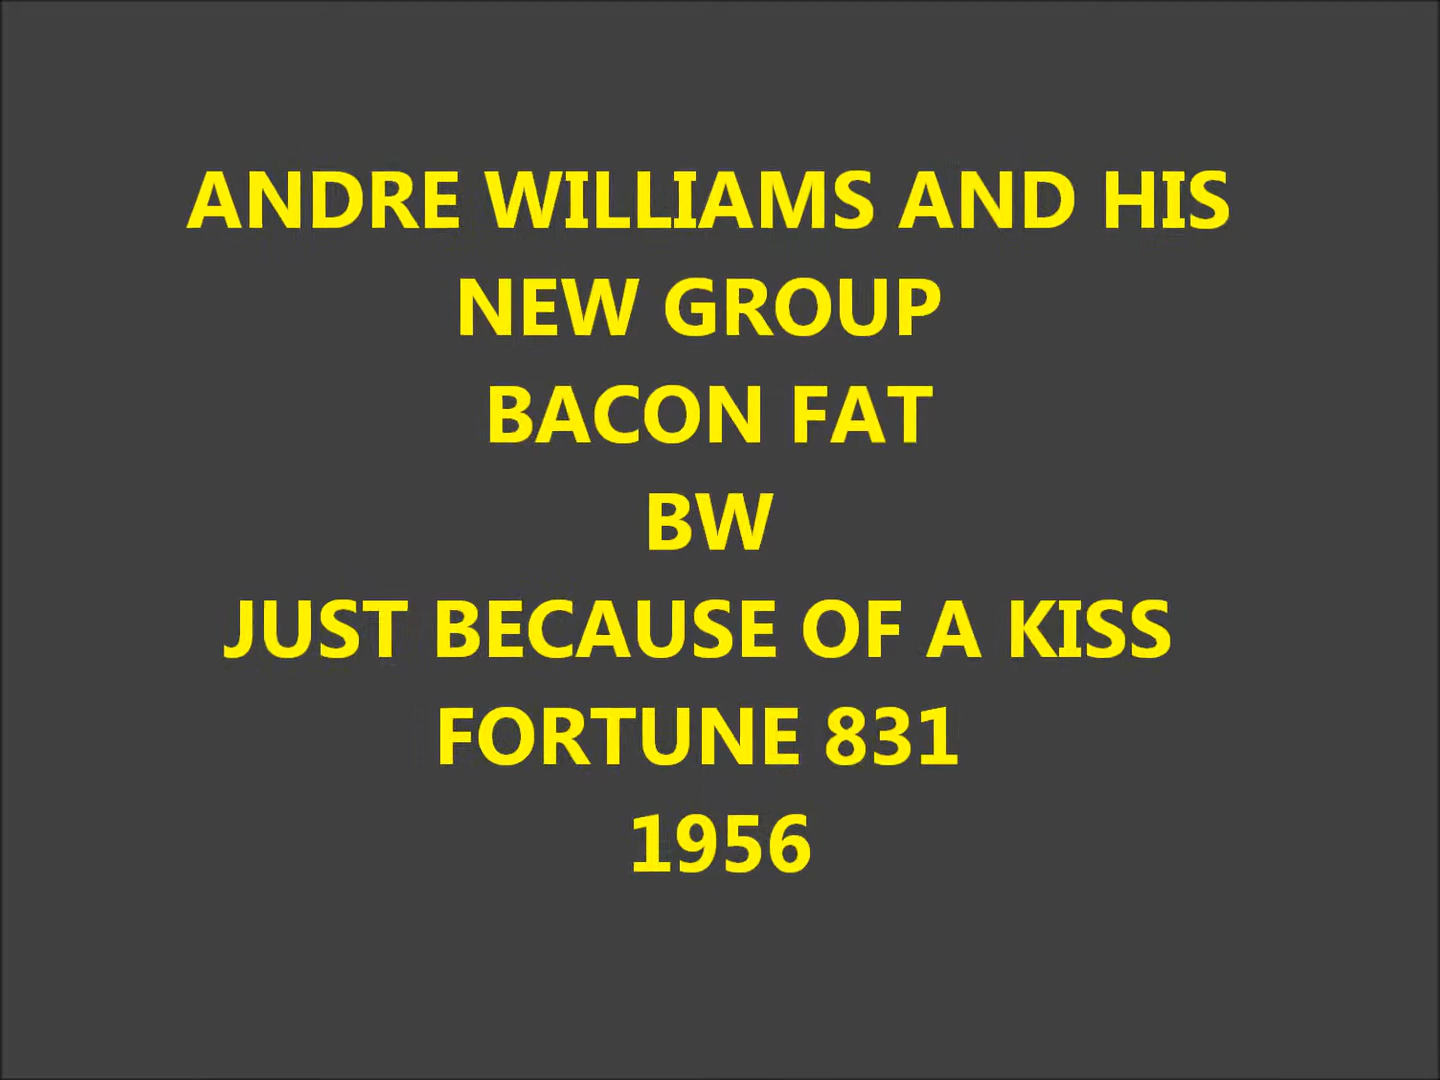 ANDRE WILLIAMS AND HIS
NEW GROUP
BACON FAT
BW
JUST BECAUSE OF A KISS
FORTUNE 831
1956